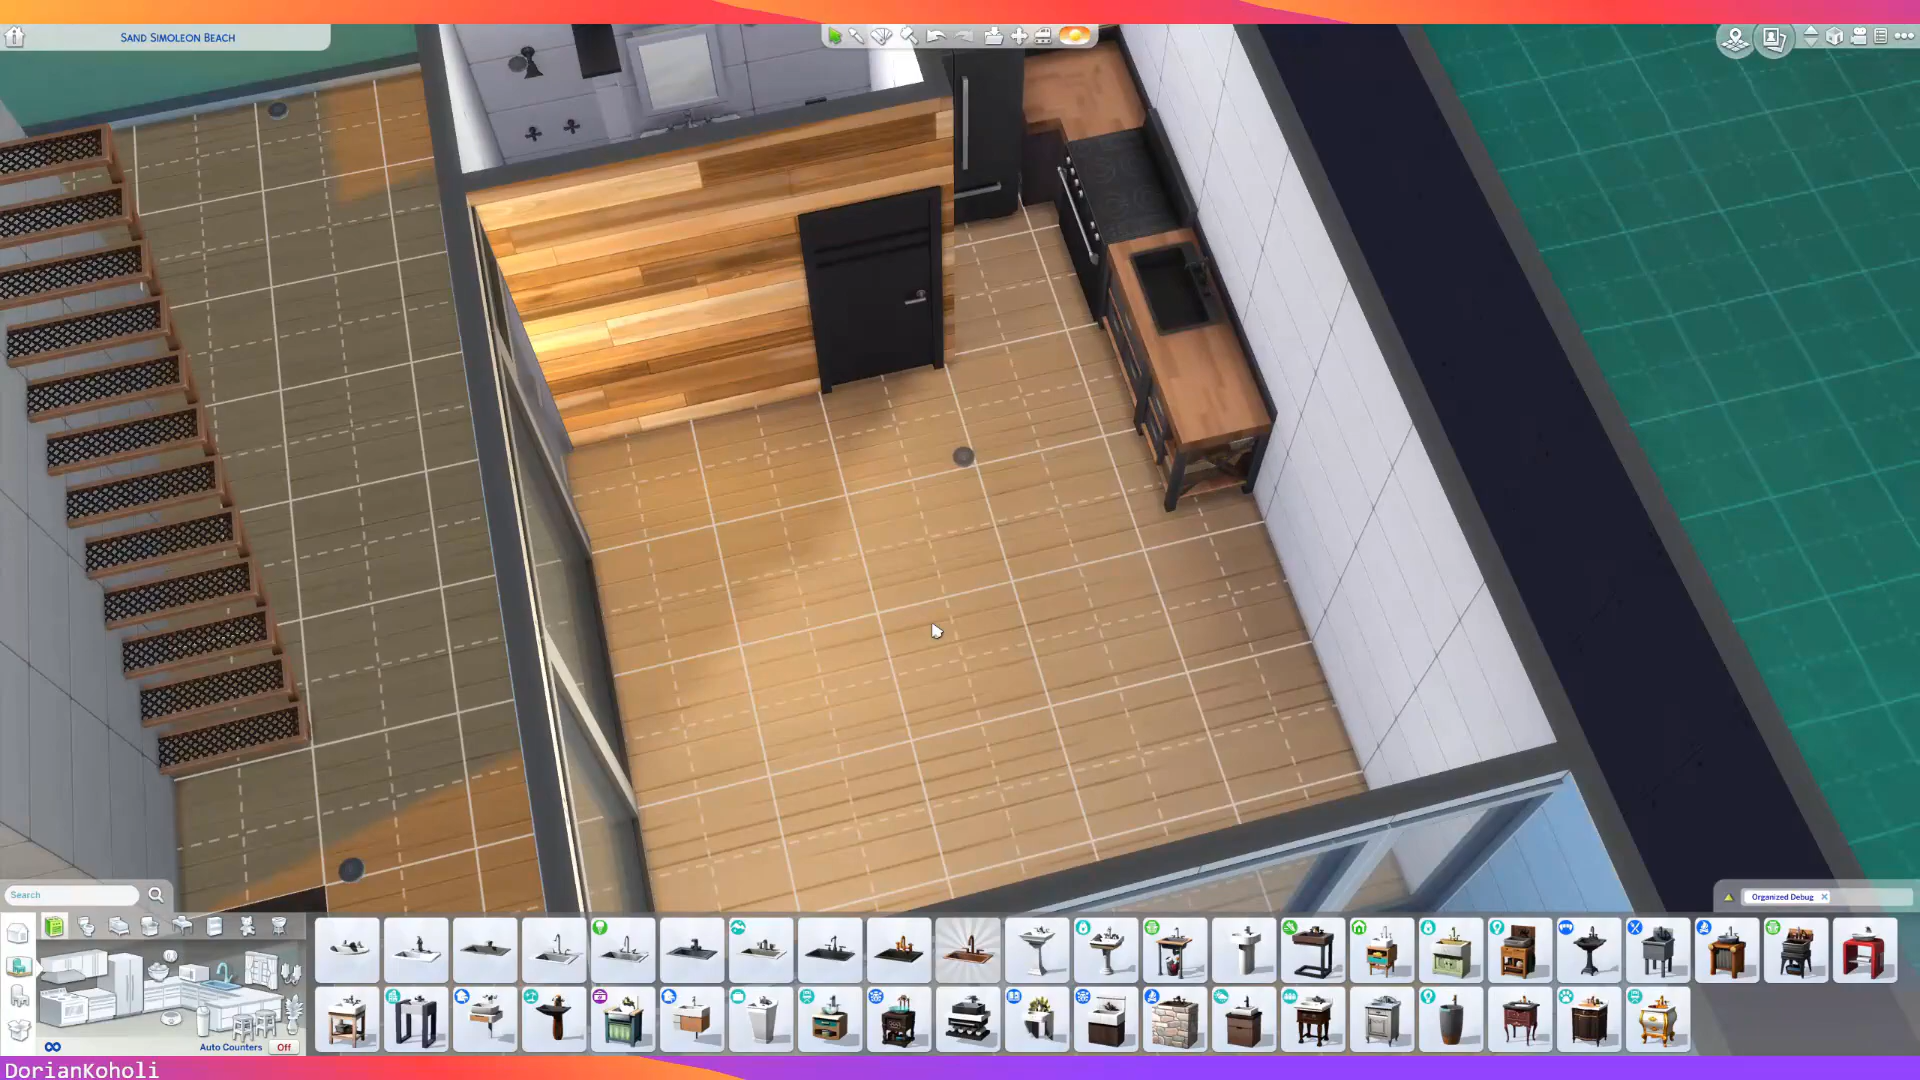 SAND SIMOLEON BEACH
Search
Organized Debug
Auto Counters Off
DorianKoholi